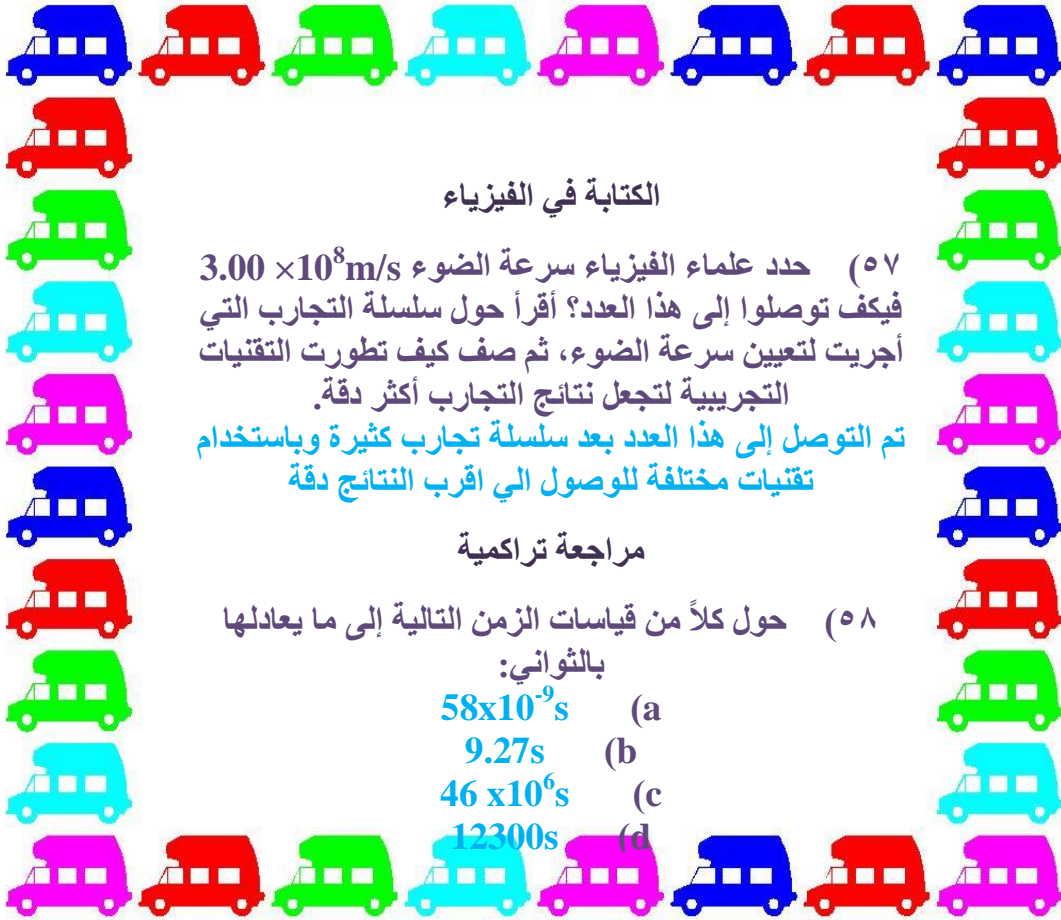 الكتابة في الفيزياء
٥٧) حدد علماء الفيزياء سرعة الضوء 3.00 ×10⁸m/s
فيكف توصلوا إلى هذا العدد؟ أقرأ حول سلسلة التجارب التي
أجريت لتعيين سرعة الضوء، ثم صف كيف تطورت التقنيات
التجريبية لتجعل نتائج التجارب أكثر دقة.
تم التوصل إلى هذا العدد بعد سلسلة تجارب كثيرة وباستخدام
تقنيات مختلفة للوصول الي اقرب النتائج دقة
مراجعة تراكمية
٥٨) حول كلاً من قياسات الزمن التالية إلى ما يعادلها
بالثواني:
a) 58x10⁻⁹s
b) 9.27s
c) 46 x10⁶s
d) 12300s